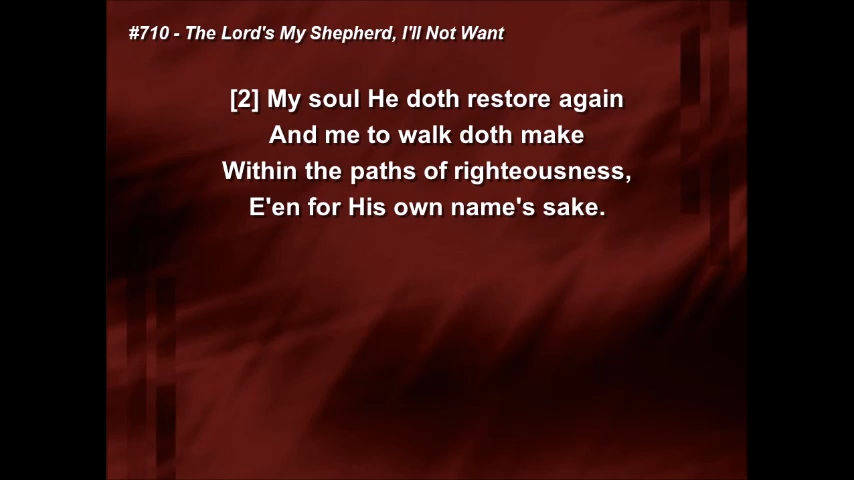 #710 - The Lord's My Shepherd, I'll Not Want
[2] My soul He doth restore again
And me to walk doth make
Within the paths of righteousness,
E'en for His own name's sake.